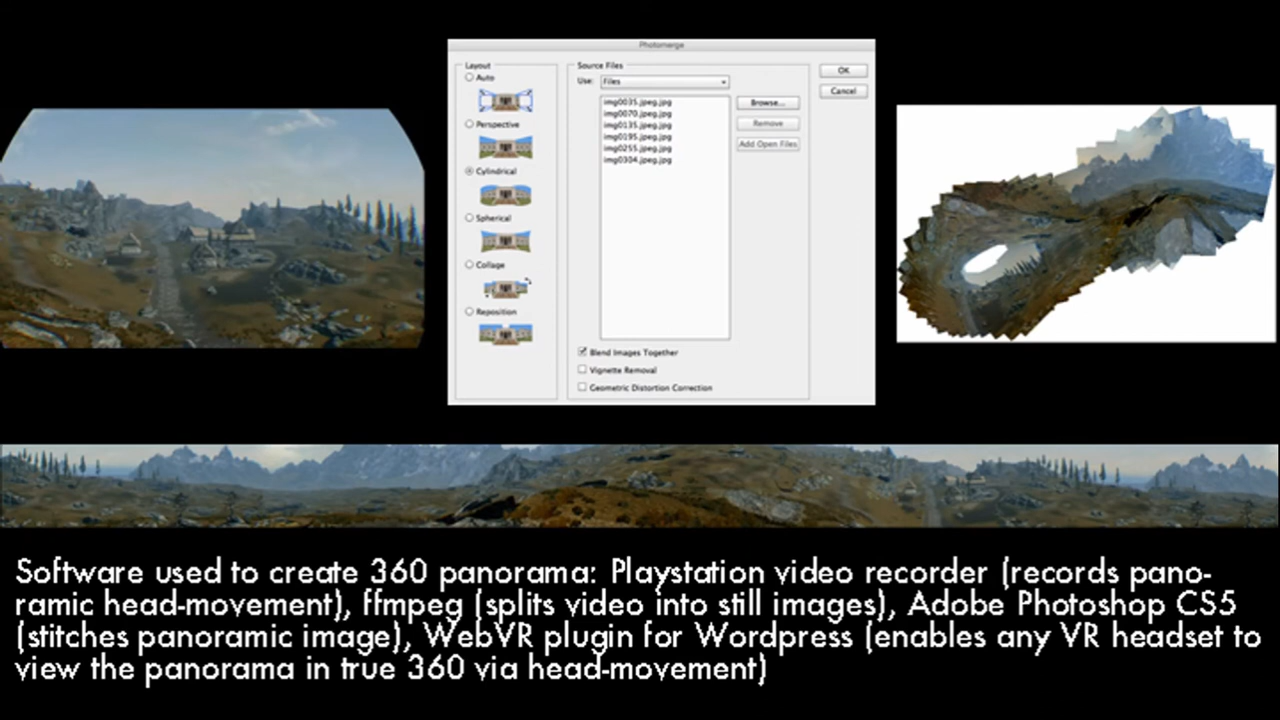 Photomerge
Layout
Auto
Perspective
Cylindrical
Spherical
Collage
Reposition
Source Files
Use: Files
img0035.jpeg.jpg
img0070.jpeg.jpg
img0135.jpeg.jpg
img0195.jpeg.jpg
img0255.jpeg.jpg
img0304.jpeg.jpg
Browse...
Remove
Add Open Files
OK
Cancel
Blend Images Together
Vignette Removal
Geometric Distortion Correction
Software used to create 360 panorama: Playstation video recorder (records pano-
ramic head-movement), ffmpeg (splits video into still images), Adobe Photoshop CS5
(stitches panoramic image), WebVR plugin for Wordpress (enables any VR headset to
view the panorama in true 360 via head-movement)